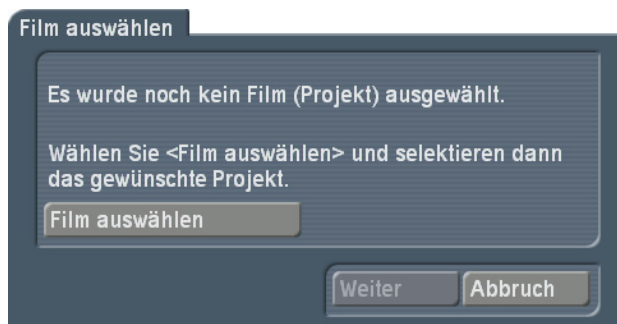 Film auswählen
Es wurde noch kein Film (Projekt) ausgewählt.
Wählen Sie <Film auswählen> und selektieren dann
das gewünschte Projekt.
Film auswählen
Weiter
Abbruch